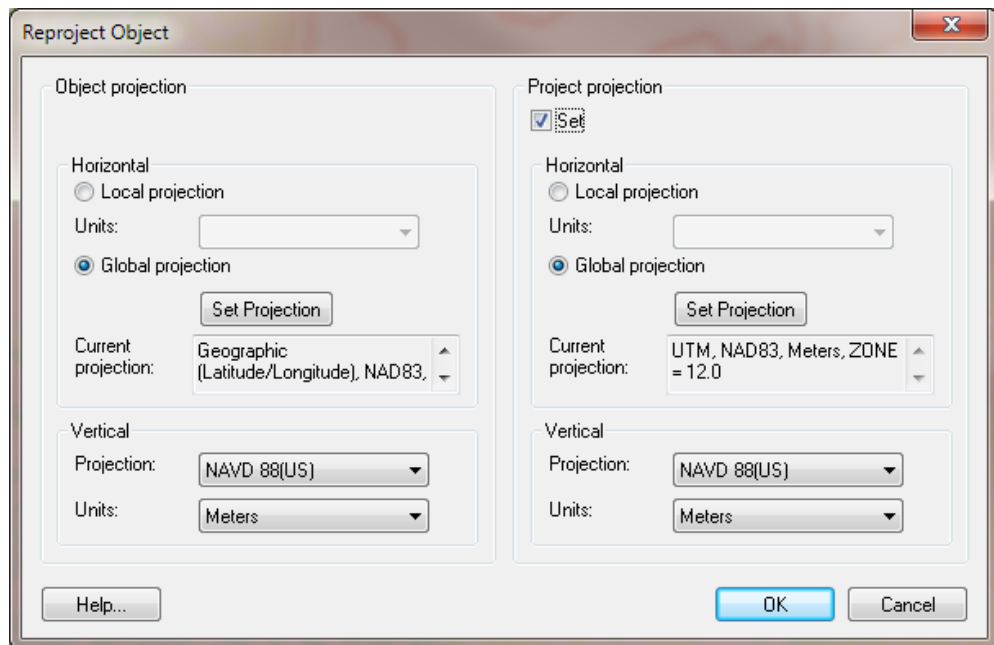 Reproject Object
Object projection
Horizontal
Local projection
Units:
Global projection
Set Projection
Current projection:
Geographic
(Latitude/Longitude), NAD83,
Vertical
Projection: NAVD 88(US)
Units: Meters
Project projection
Set
Horizontal
Local projection
Units:
Global projection
Set Projection
Current projection:
UTM, NAD83, Meters, ZONE
= 12.0
Vertical
Projection: NAVD 88(US)
Units: Meters
Help... OK Cancel